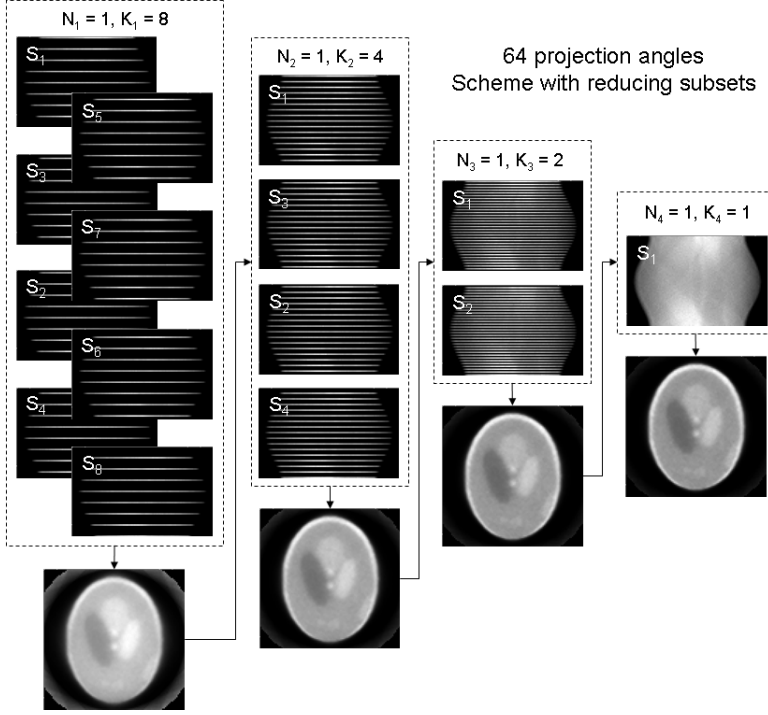 N₁ = 1, K₁ = 8
S₁
S₅
S₃
S₇
S₂
S₆
S₄
S₈
N₂ = 1, K₂ = 4
S₁
S₃
S₂
S₄
64 projection angles
Scheme with reducing subsets
N₃ = 1, K₃ = 2
S₁
S₂
N₄ = 1, K₄ = 1
S₁